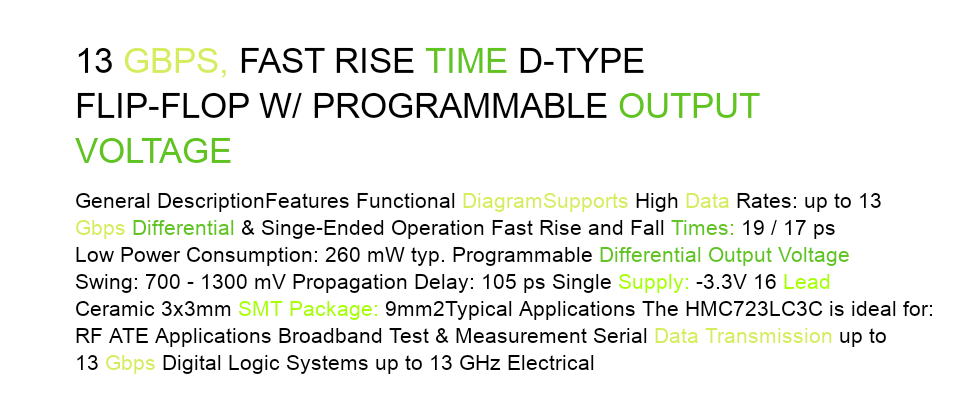 13 GBPS, FAST RISE TIME D-TYPE
FLIP-FLOP W/ PROGRAMMABLE OUTPUT
VOLTAGE
General DescriptionFeatures Functional DiagramSupports High Data Rates: up to 13
Gbps Differential & Singe-Ended Operation Fast Rise and Fall Times: 19 / 17 ps
Low Power Consumption: 260 mW typ. Programmable Differential Output Voltage
Swing: 700 - 1300 mV Propagation Delay: 105 ps Single Supply: -3.3V 16 Lead
Ceramic 3x3mm SMT Package: 9mm2Typical Applications The HMC723LC3C is ideal for:
RF ATE Applications Broadband Test & Measurement Serial Data Transmission up to
13 Gbps Digital Logic Systems up to 13 GHz Electrical